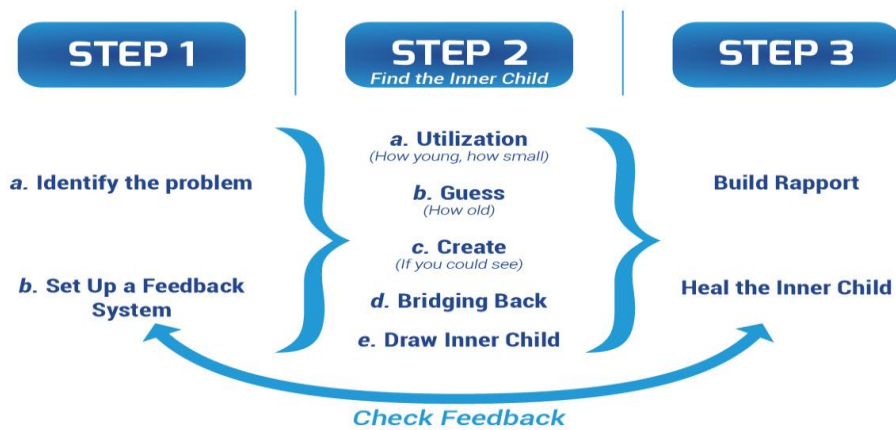 STEP 1
a. Identify the problem
b. Set Up a Feedback
System
STEP 2
Find the Inner Child
a. Utilization
(How young, how small)
b. Guess
(How old)
c. Create
(If you could see)
d. Bridging Back
e. Draw Inner Child
STEP 3
Build Rapport
Heal the Inner Child
Check Feedback